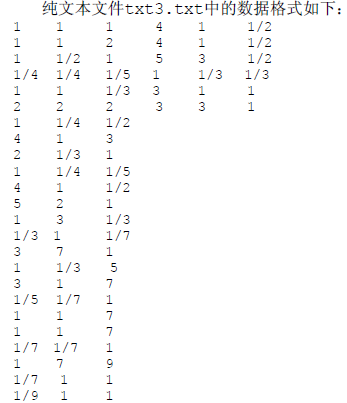 纯文本文件txt3.txt中的数据格式如下:
1 1 1 4 1 1/2
1 1 2 4 1 1/2
1 1/2 1 5 3 1/2
1/4 1/4 1/5 1 1/3 1/3
1 1 1/3 3 1 1
2 2 2 3 3 1
1 1/4 1/2
4 1 3
2 1/3 1
1 1/4 1/5
4 1 1/2
5 2 1
1 3 1/3
1/3 1 1/7
3 7 1
1 1/3 5
3 1 7
1/5 1/7 1
1 1 7
1 1 7
1/7 1/7 1
1 7 9
1/7 1 1
1/9 1 1